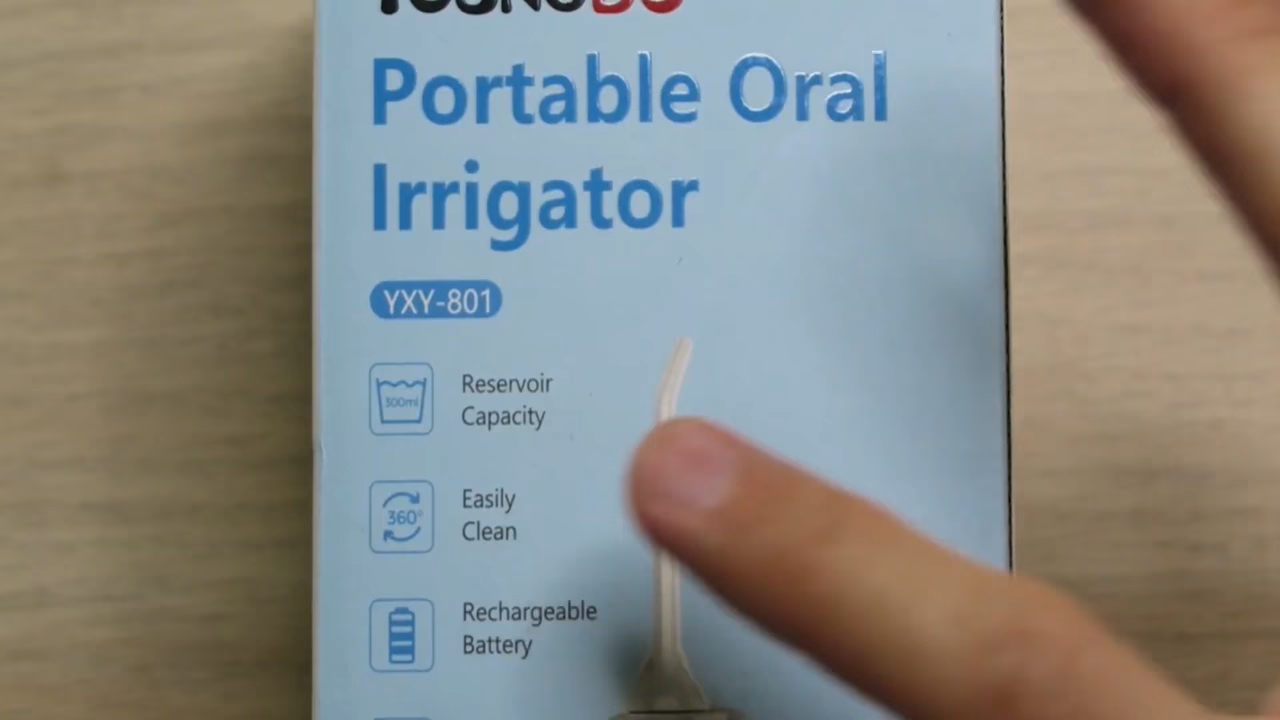 Portable Oral
Irrigator
YXY-801
300ml
Reservoir
Capacity
360°
Easily
Clean
Rechargeable
Battery